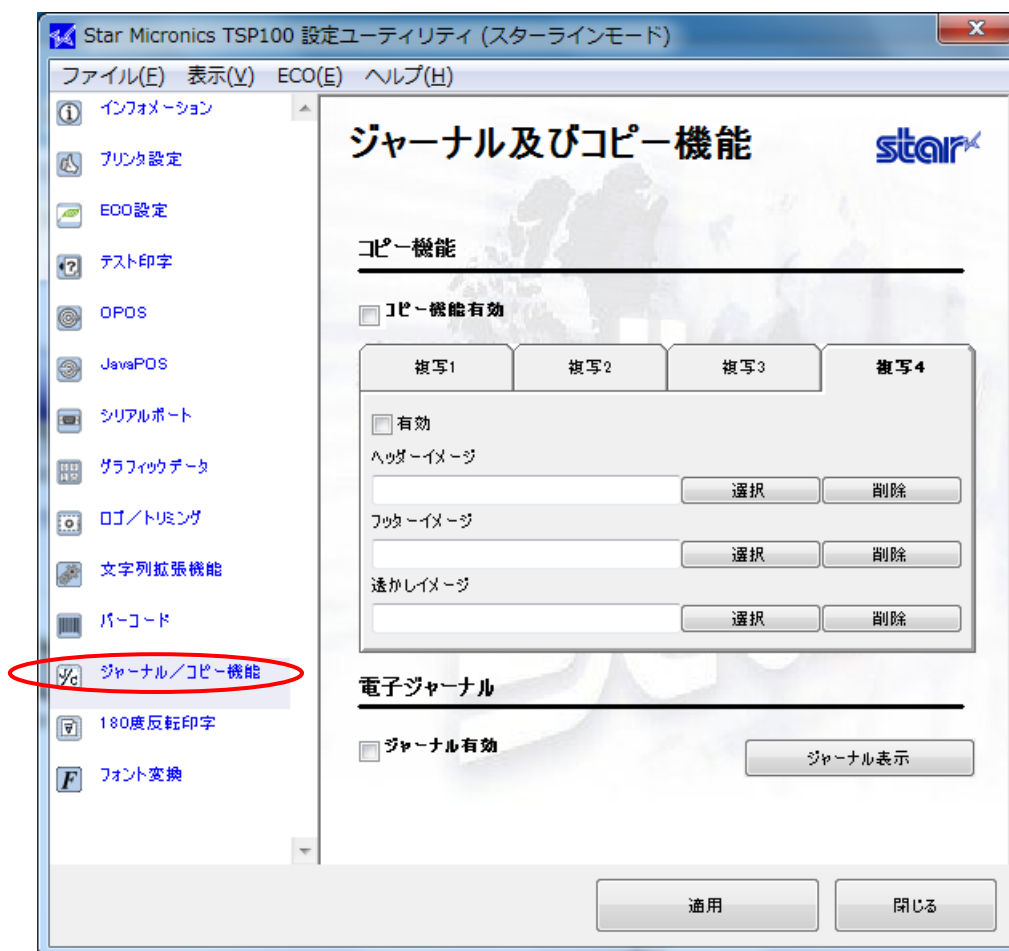 Star Micronics TSP100 設定ユーティリティ (スターラインモード)
ファイル(F) 表示(V) ECO(E) ヘルプ(H)
インフォメーション
プリンタ設定
ECO設定
テスト印字
OPOS
JavaPOS
シリアルポート
グラフィックデータ
ロゴ/トリミング
文字列拡張機能
バーコード
ジャーナル/コピー機能
180度反転印字
フォント変換
ジャーナル及びコピー機能
star
コピー機能
コピー機能有効
複写1 複写2 複写3 複写4
有効
ヘッダーイメージ
選択 削除
フッターイメージ
選択 削除
透かしイメージ
選択 削除
電子ジャーナル
ジャーナル有効
ジャーナル表示
適用 閉じる